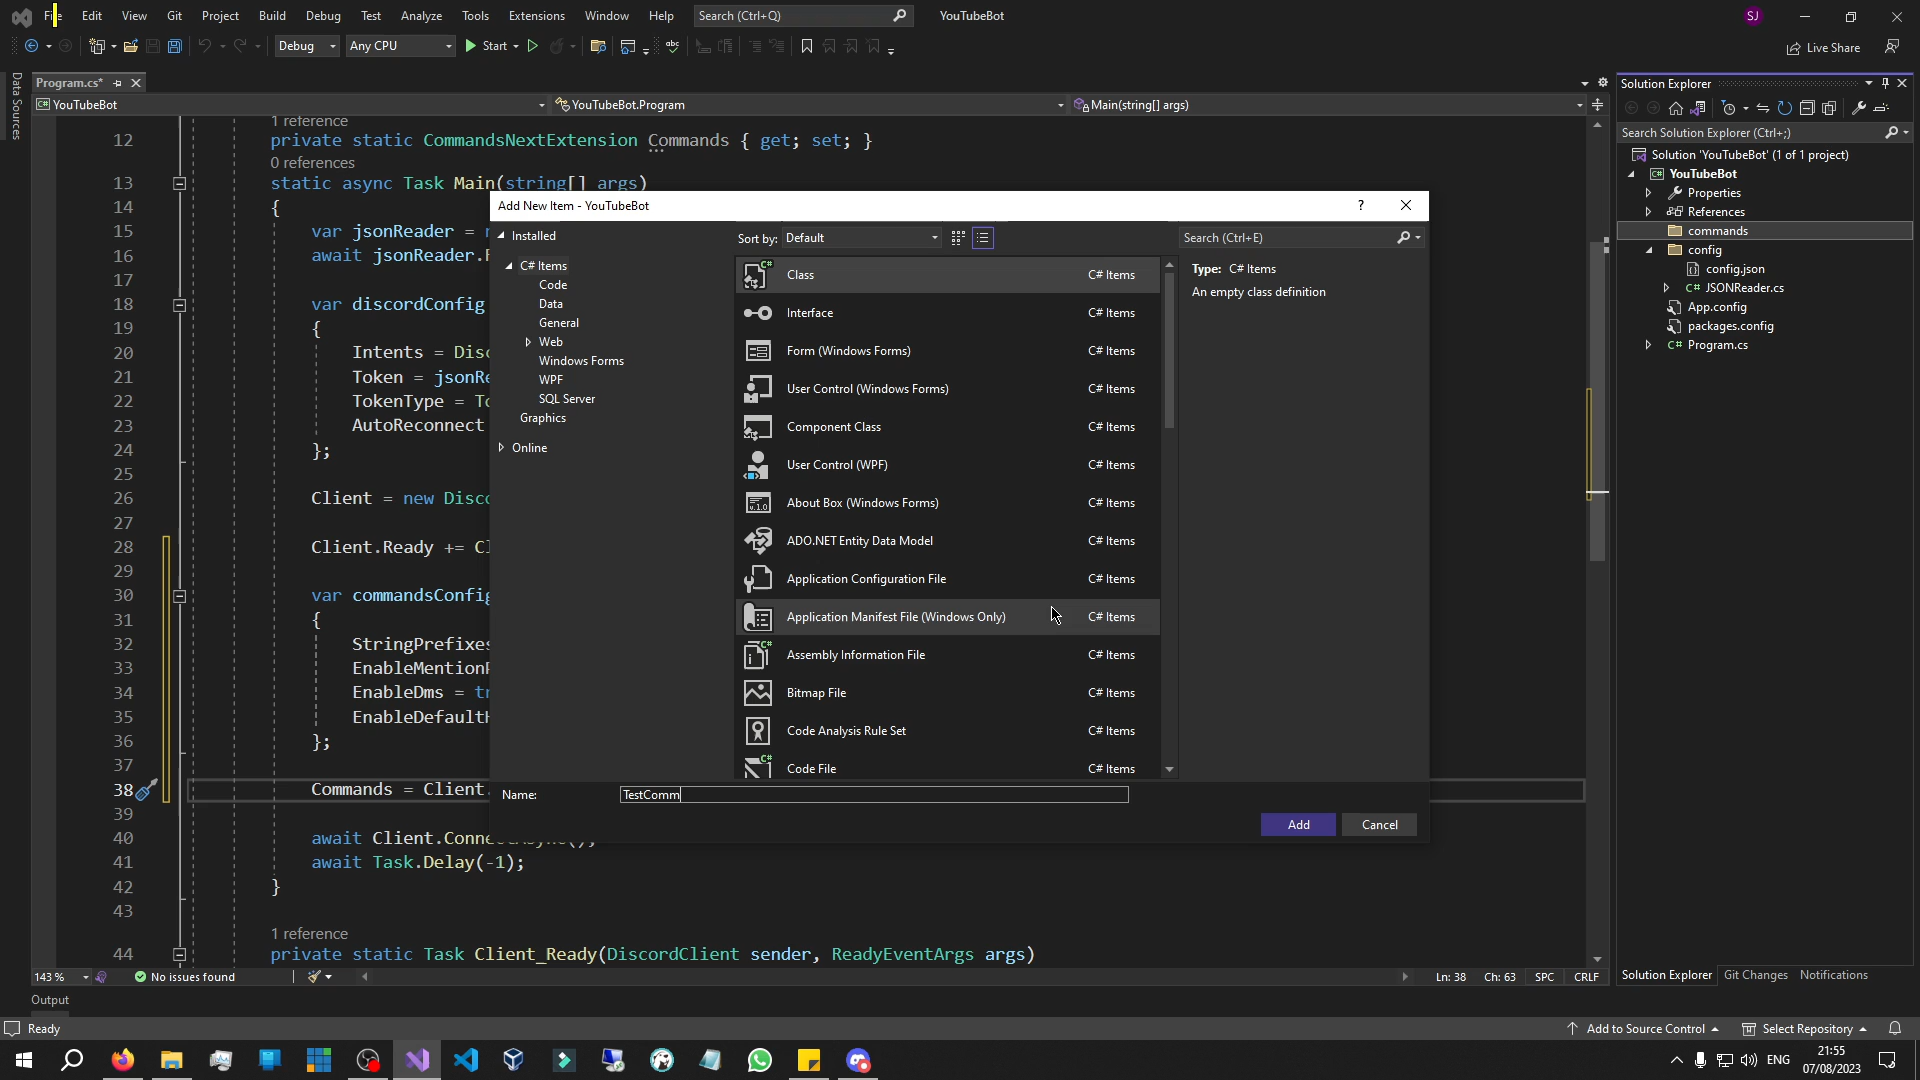 File Edit View Git Project Build Debug Test Analyze Tools Extensions Window Help Search (Ctrl+Q) YouTubeBot SJ
Debug Any CPU Start Live Share
Data Sources
Program.cs*
YouTubeBot YouTubeBot.Program Main(string[] args)
1 reference
12 private static CommandsNextExtension Commands { get; set; }
0 references
13 static async Task Main(string[] args)
14 {
15 var jsonReader =
16 await jsonReader.
17
18 var discordConfig
19 {
20 Intents =
21 Token =
22 TokenType =
23 AutoReconnect
24 };
25
26 Client = new
27
28 Client.Ready +=
29
30 var
31 {
32
33
34 EnableDms =
35
36 };
37
38 Commands = Client.
39
40 await
41 await Task.Delay(-1);
42 }
43
1 reference
44 private static Task Client_Ready(DiscordClient sender, ReadyEventArgs args)
Add New Item - YouTubeBot ?
Installed
C# Items
Code
Data
General
Web
Windows Forms
WPF
SQL Server
Graphics
Online
Sort by: Default
Search (Ctrl+E)
Class C# Items
Interface C# Items
Form (Windows Forms) C# Items
User Control (Windows Forms) C# Items
Component Class C# Items
User Control (WPF) C# Items
About Box (Windows Forms) C# Items
ADO.NET Entity Data Model C# Items
Application Configuration File C# Items
Application Manifest File (Windows Only) C# Items
Assembly Information File C# Items
Bitmap File C# Items
Code Analysis Rule Set C# Items
Code File C# Items
Type: C# Items
An empty class definition
Name: TestComm
Add Cancel
Solution Explorer
Search Solution Explorer (Ctrl+;)
Solution 'YouTubeBot' (1 of 1 project)
YouTubeBot
Properties
References
commands
config
config.json
JSONReader.cs
App.config
packages.config
Program.cs
143 % No issues found Ln: 38 Ch: 63 SPC CRLF
Solution Explorer Git Changes Notifications
Output
Ready Add to Source Control Select Repository
ENG 21:55
07/08/2023